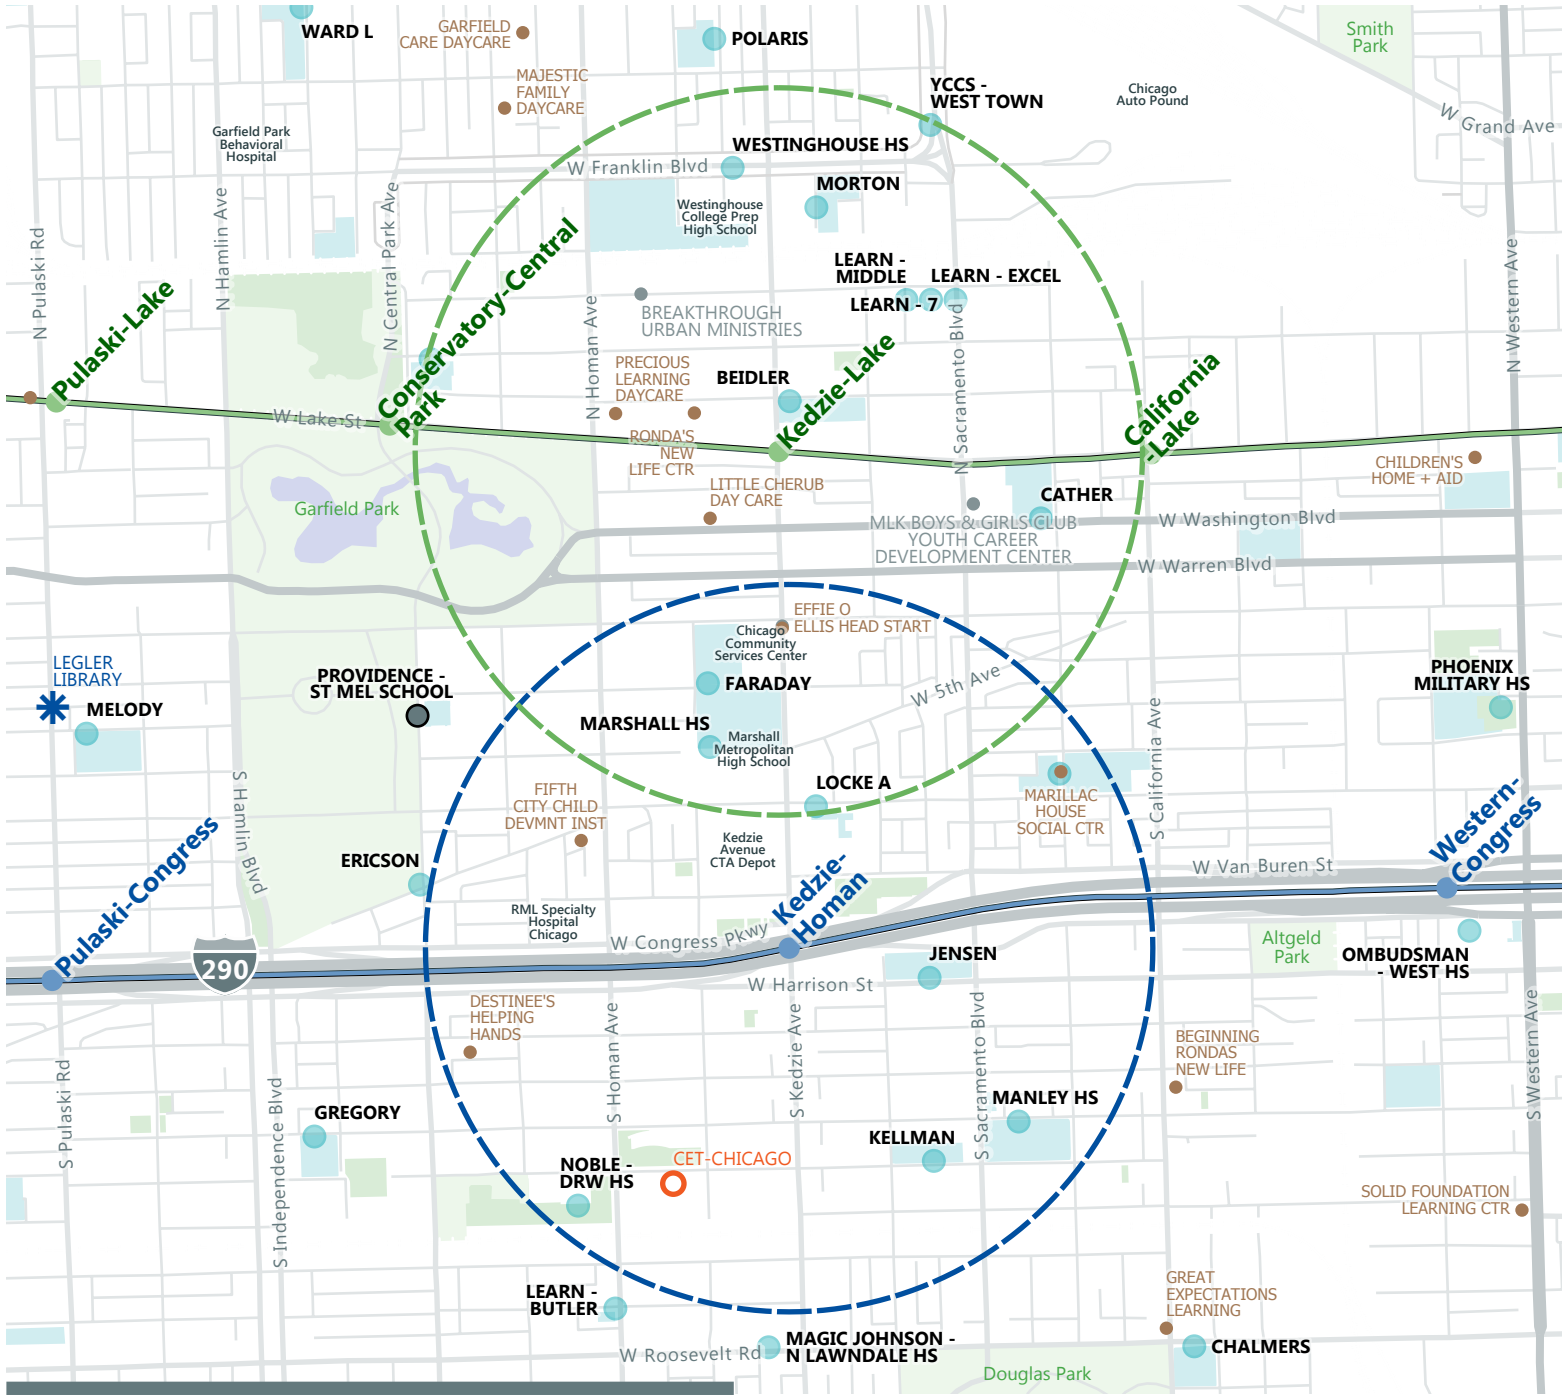 WARD L
GARFIELD
CARE DAYCARE
POLARIS
Smith
Park
MAJESTIC
FAMILY
DAYCARE
YCCS -
WEST TOWN
Chicago
Auto Pound
W Grand Ave
Garfield Park
Behavioral
Hospital
WESTINGHOUSE HS
W Franklin Blvd
MORTON
Westinghouse
College Prep
High School
N Pulaski Rd
N Hamlin Ave
N Central Park Ave
Conservatory-Central
Park
LEARN -
MIDDLE
LEARN - EXCEL
LEARN - 7
N Western Ave
Pulaski-Lake
BREAKTHROUGH
URBAN MINISTRIES
N Homan Ave
N Sacramento Blvd
PRECIOUS
LEARNING
DAYCARE
BEIDLER
Kedzie-Lake
California
-Lake
W Lake St
RONDA'S
NEW
LIFE CTR
CHILDREN'S
HOME + AID
LITTLE CHERUB
DAY CARE
CATHER
Garfield Park
MLK BOYS & GIRLS CLUB
YOUTH CAREER
DEVELOPMENT CENTER
W Washington Blvd
W Warren Blvd
EFFIE O
ELLIS HEAD START
Chicago
Community
Services Center
LEGLER
LIBRARY
PROVIDENCE -
ST MEL SCHOOL
FARADAY
W 5th Ave
PHOENIX
MILITARY HS
MELODY
MARSHALL HS
Marshall
Metropolitan
High School
S California Ave
S Hamlin Blvd
FIFTH
CITY CHILD
DEVMNT INST
LOCKE A
MARILLAC
HOUSE
SOCIAL CTR
Western-
Congress
Kedzie
Avenue
CTA Depot
Pulaski-Congress
ERICSON
Kedzie-
Homan
W Van Buren St
RML Specialty
Hospital
Chicago
W Congress Pkwy
290
JENSEN
Altgeld
Park
OMBUDSMAN
- WEST HS
W Harrison St
DESTINEE'S
HELPING
HANDS
S Pulaski Rd
S Independence Blvd
S Homan Ave
S Kedzie Ave
S Sacramento Blvd
BEGINNING
RONDAS
NEW LIFE
S Western Ave
GREGORY
MANLEY HS
KELLMAN
NOBLE -
DRW HS
CET-CHICAGO
SOLID FOUNDATION
LEARNING CTR
LEARN -
BUTLER
GREAT
EXPECTATIONS
LEARNING
MAGIC JOHNSON -
N LAWNDALE HS
CHALMERS
W Roosevelt Rd
Douglas Park